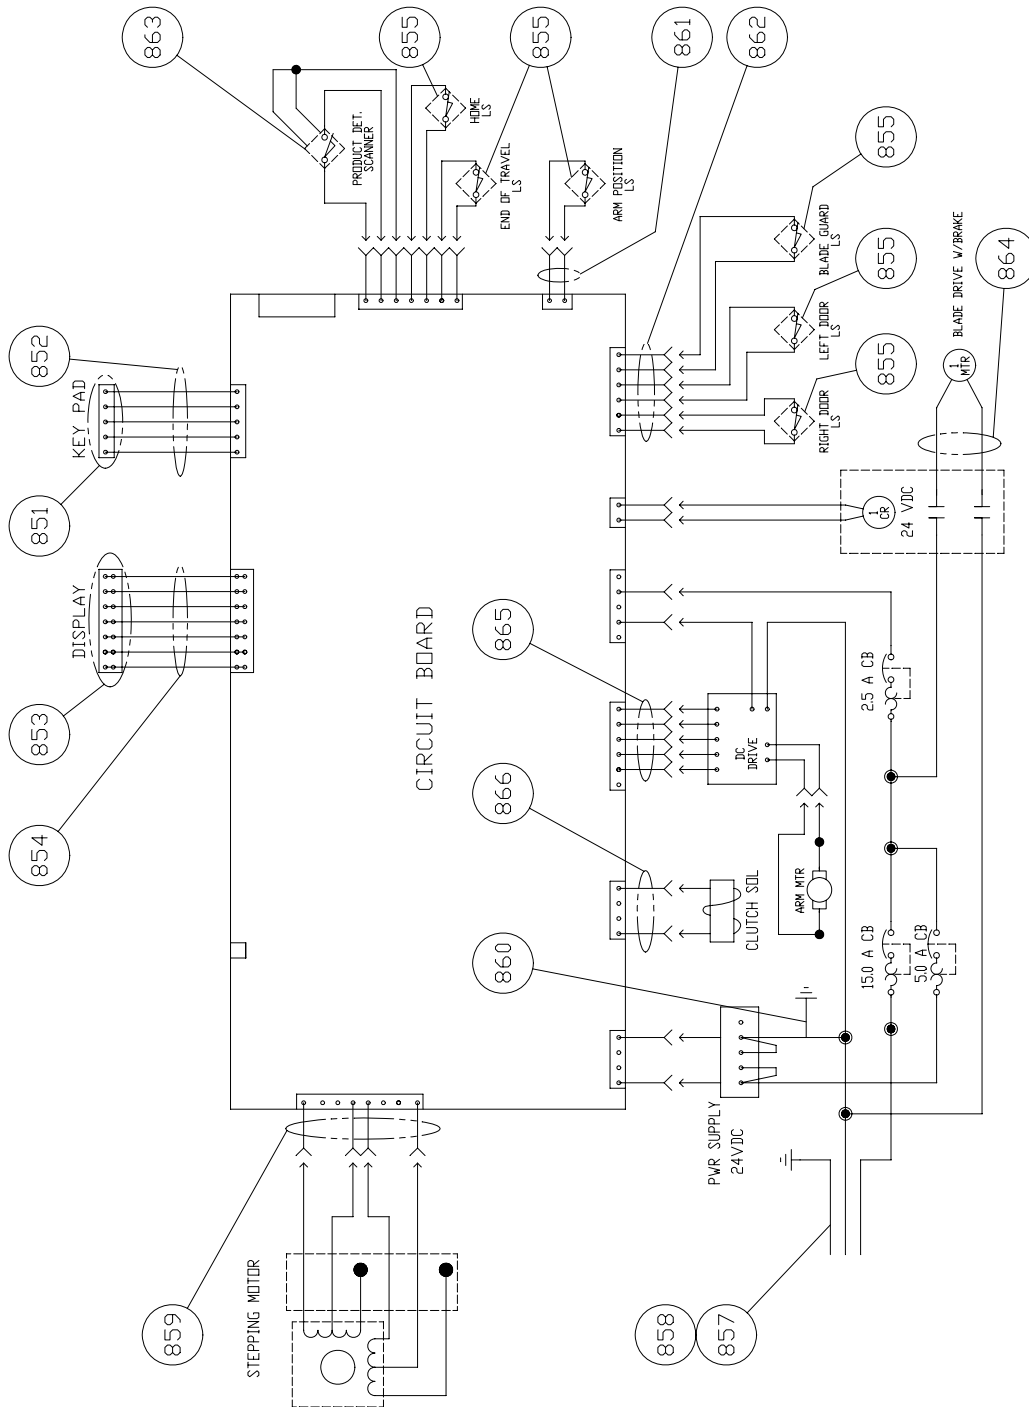 854
853
851
852
DISPLAY
KEY PAD
859
863
STEPPING MOTOR
PRODUCT DET.
SCANNER
855
CIRCUIT BOARD
HOME
LS
860
866
865
END OF TRAVEL
LS
855
ARM POSITION
LS
858
861
857
PWR SUPPLY
24VDC
CLUTCH SOL
DC
DRIVE
862
ARM MTR
RIGHT DOOR
LS
LEFT DOOR
LS
BLADE GUARD
LS
15.0 A CB
2.5 A CB
1
CR
855
855
855
24 VDC
5.0 A CB
1
MTR
BLADE DRIVE W/BRAKE
864